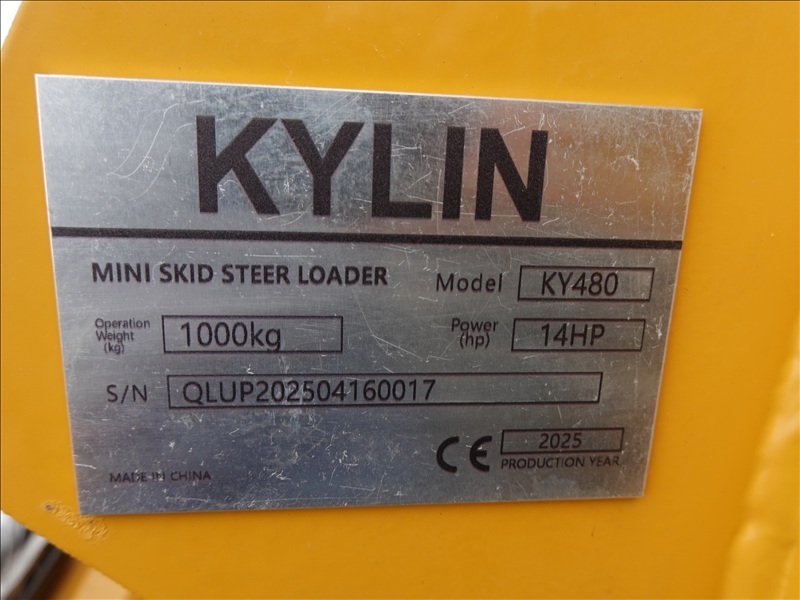 KYLIN
MINI SKID STEER LOADER Model KY480
Operation Weight (kg) 1000kg Power (hp) 14HP
S/N QLUP202504160017
CE 2025
PRODUCTION YEAR
MADE IN CHINA